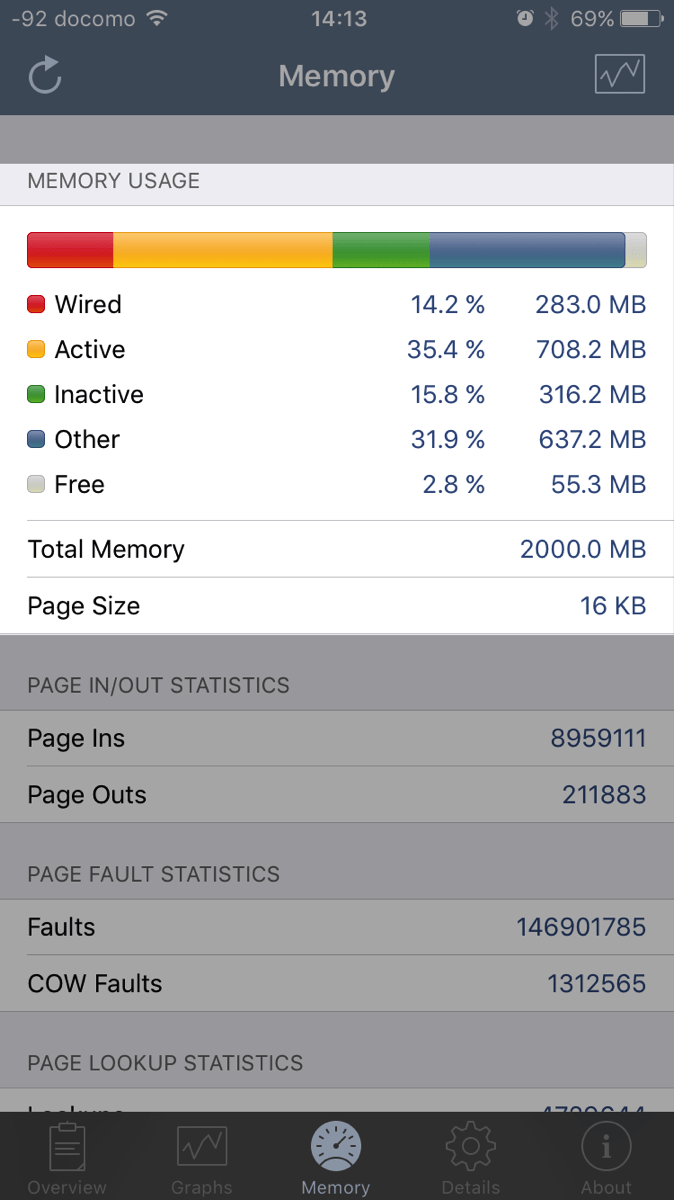 -92 docomo 14:13 69%
Memory
MEMORY USAGE
Wired 14.2 % 283.0 MB
Active 35.4 % 708.2 MB
Inactive 15.8 % 316.2 MB
Other 31.9 % 637.2 MB
Free 2.8 % 55.3 MB
Total Memory 2000.0 MB
Page Size 16 KB
PAGE IN/OUT STATISTICS
Page Ins 8959111
Page Outs 211883
PAGE FAULT STATISTICS
Faults 146901785
COW Faults 1312565
PAGE LOOKUP STATISTICS
Overview Graphs Memory Details About